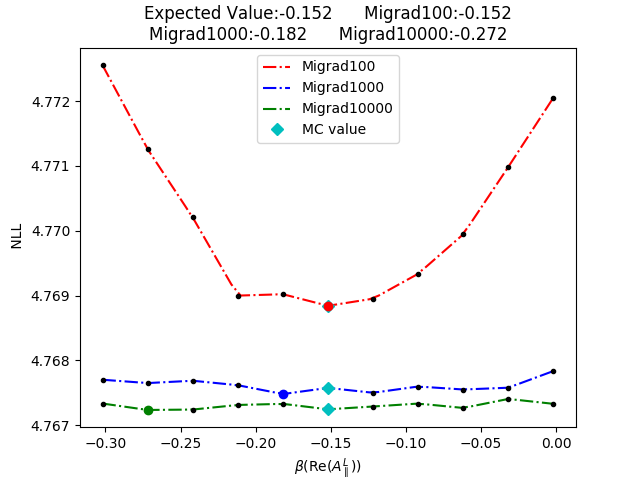 Expected Value:-0.152 Migrad100:-0.152
Migrad1000:-0.182 Migrad10000:-0.272
Migrad100
Migrad1000
Migrad10000
MC value
NLL
4.772
4.771
4.770
4.769
4.768
4.767
−0.30 −0.25 −0.20 −0.15 −0.10 −0.05 0.00
β(Re(A_∥^L))